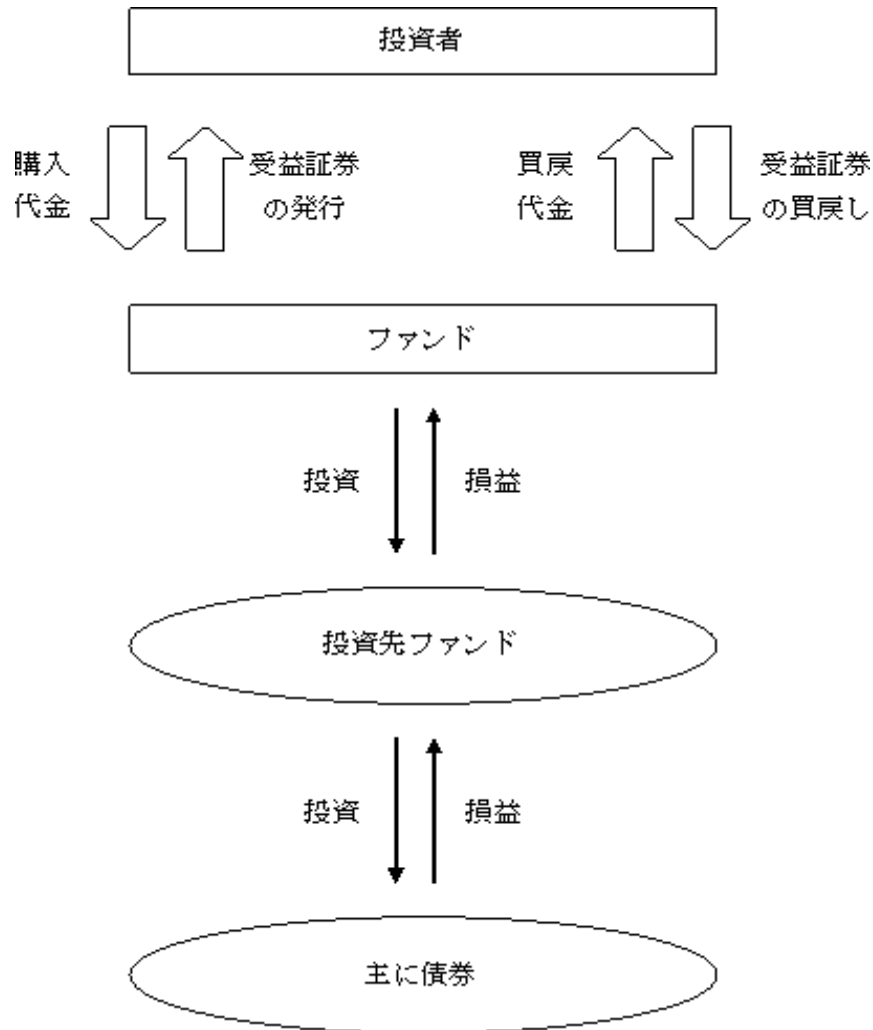 投資者
購入
代金
受益証券
の発行
買戻
代金
受益証券
の買戻し
ファンド
投資
損益
投資先ファンド
投資
損益
主に債券